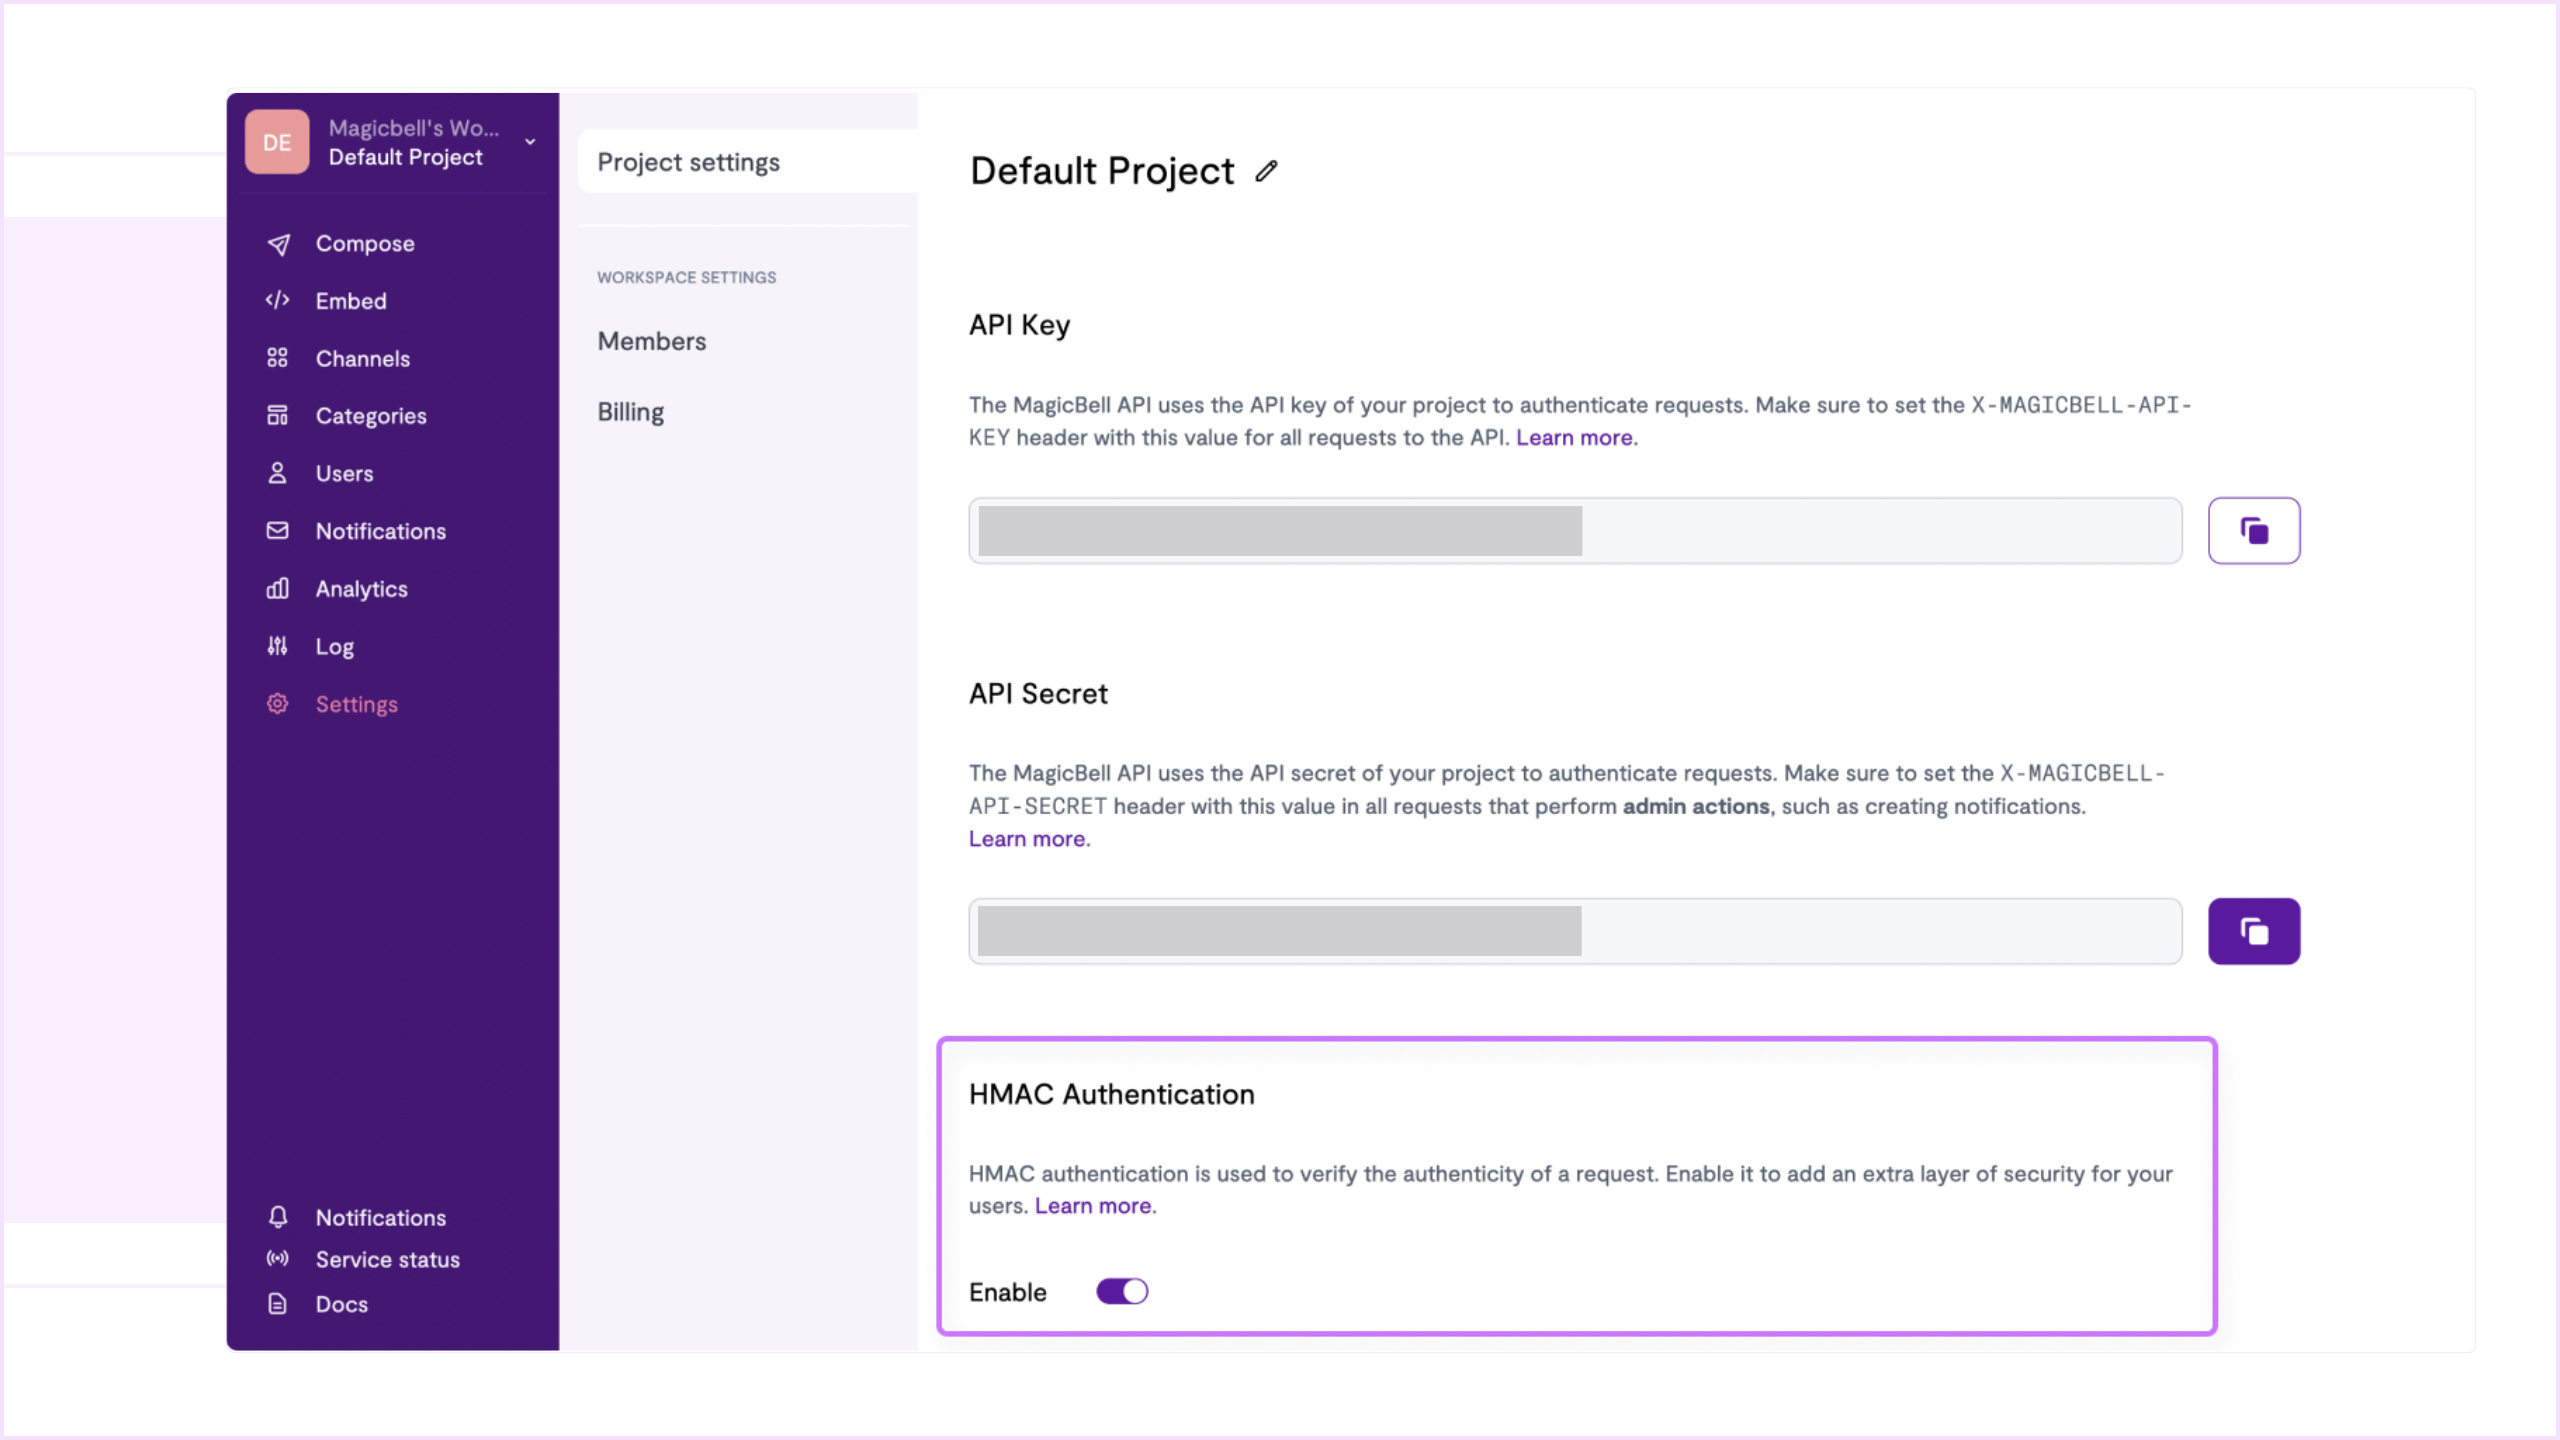 DE
Magicbell's Wo...
Default Project
Compose
Embed
Channels
Categories
Users
Notifications
Analytics
Log
Settings
Notifications
Service status
Docs
Project settings
WORKSPACE SETTINGS
Members
Billing
Default Project
API Key
The MagicBell API uses the API key of your project to authenticate requests. Make sure to set the X-MAGICBELL-API-
KEY header with this value for all requests to the API. Learn more.
API Secret
The MagicBell API uses the API secret of your project to authenticate requests. Make sure to set the X-MAGICBELL-
API-SECRET header with this value in all requests that perform admin actions, such as creating notifications.
Learn more.
HMAC Authentication
HMAC authentication is used to verify the authenticity of a request. Enable it to add an extra layer of security for your
users. Learn more.
Enable